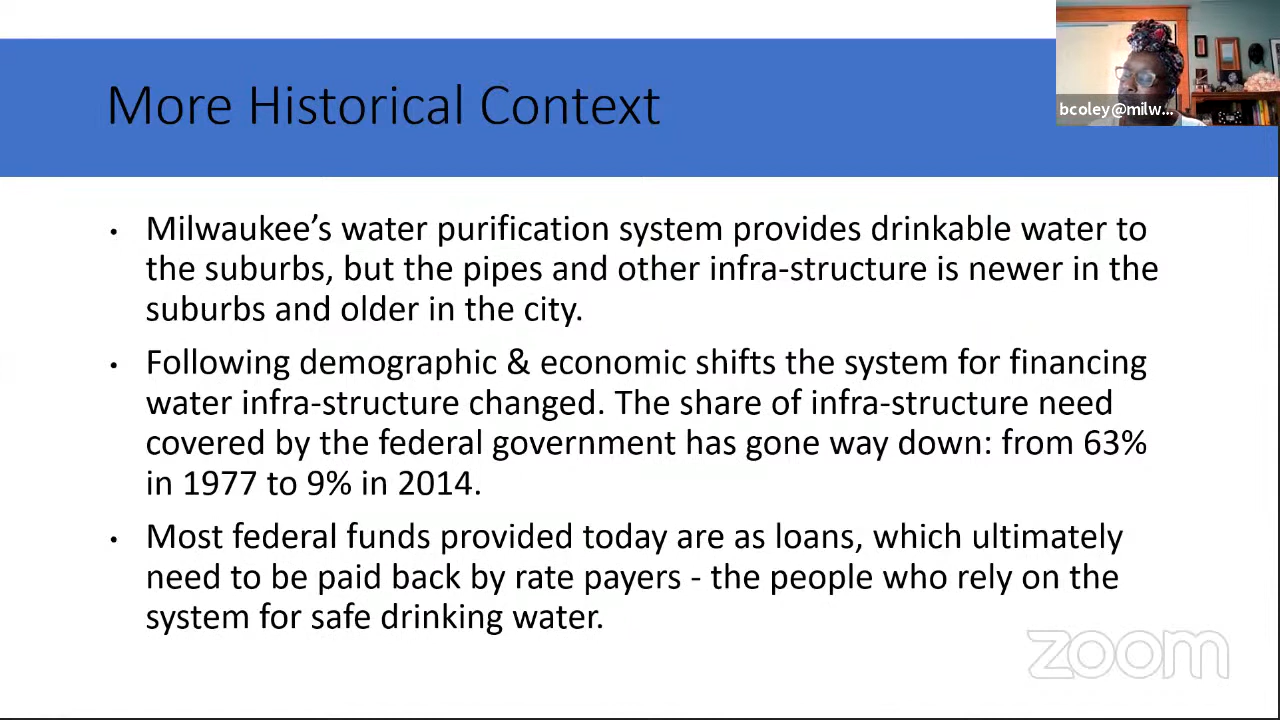 More Historical Context
bcoley@milw...
• Milwaukee’s water purification system provides drinkable water to
the suburbs, but the pipes and other infra-structure is newer in the
suburbs and older in the city.
• Following demographic & economic shifts the system for financing
water infra-structure changed. The share of infra-structure need
covered by the federal government has gone way down: from 63%
in 1977 to 9% in 2014.
• Most federal funds provided today are as loans, which ultimately
need to be paid back by rate payers - the people who rely on the
system for safe drinking water.
zoom